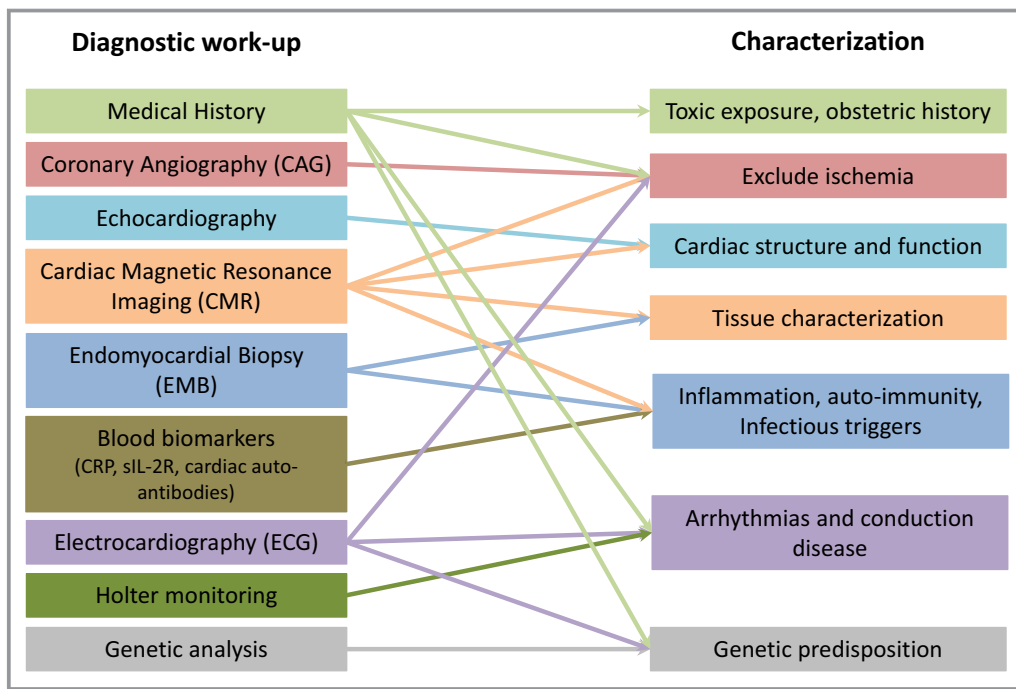 Diagnostic work-up
Medical History
Coronary Angiography (CAG)
Echocardiography
Cardiac Magnetic Resonance
Imaging (CMR)
Endomyocardial Biopsy
(EMB)
Blood biomarkers
(CRP, sIL-2R, cardiac auto-
antibodies)
Electrocardiography (ECG)
Holter monitoring
Genetic analysis
Characterization
Toxic exposure, obstetric history
Exclude ischemia
Cardiac structure and function
Tissue characterization
Inflammation, auto-immunity,
Infectious triggers
Arrhythmias and conduction
disease
Genetic predisposition